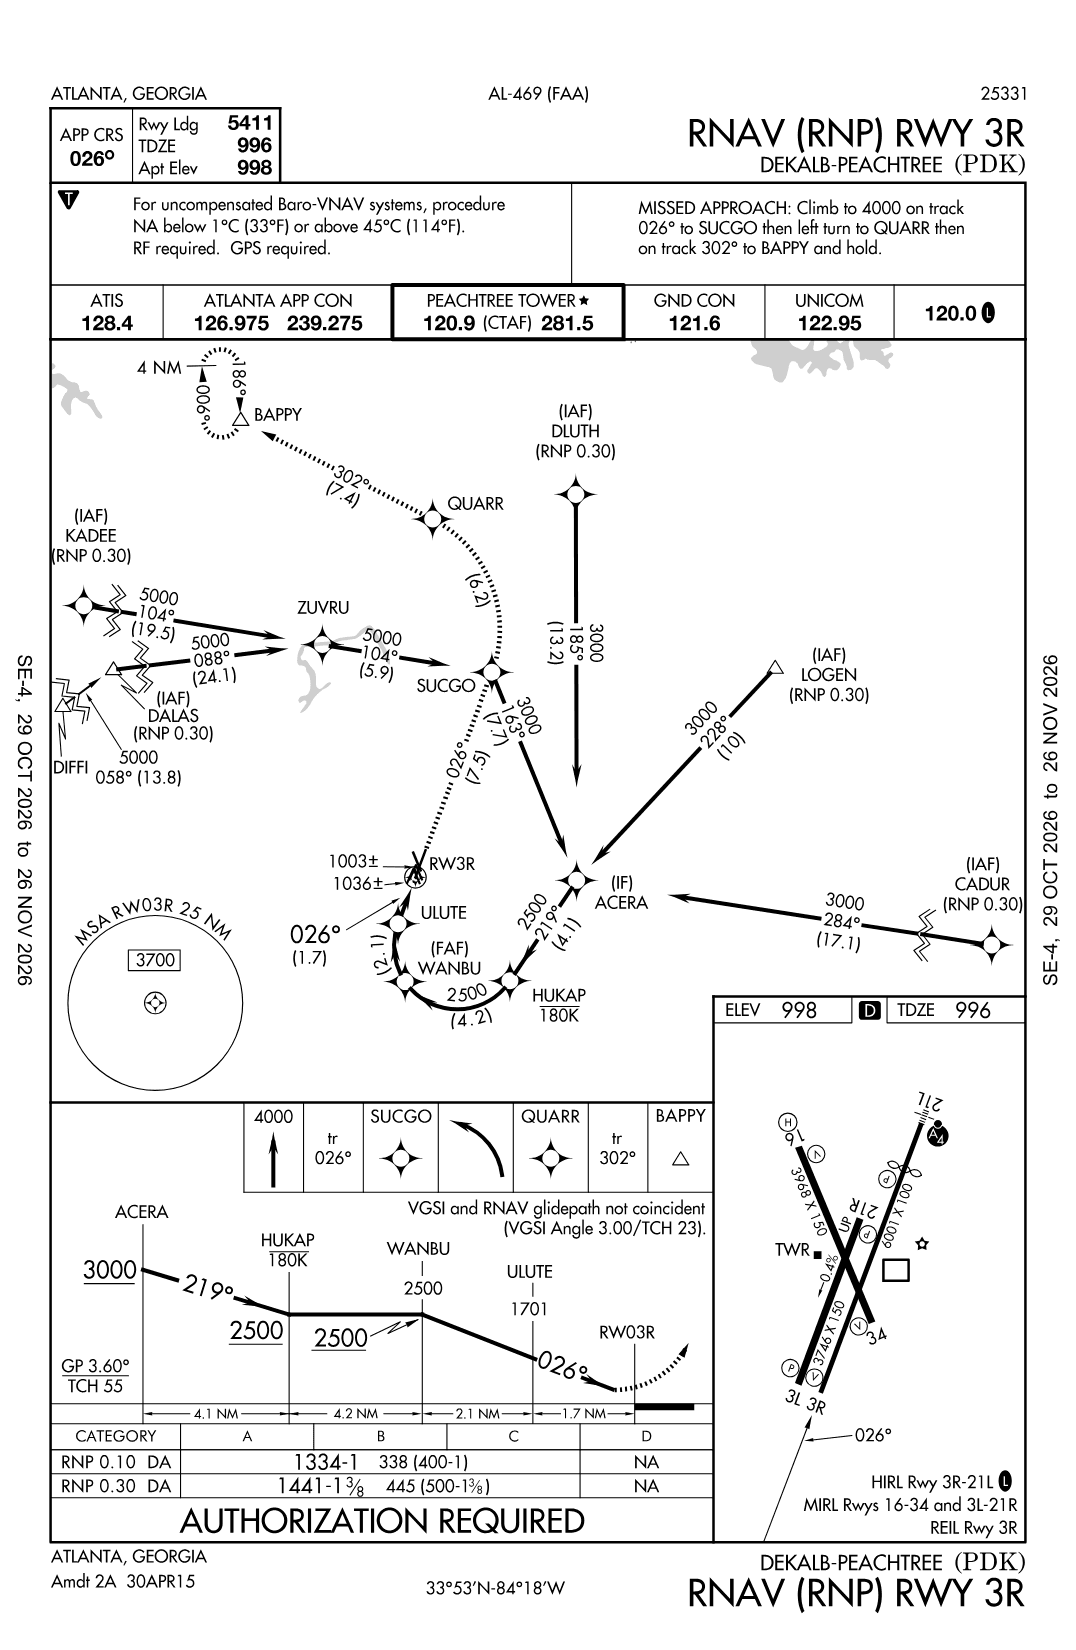 ATLANTA, GEORGIA
AL-469 (FAA)
25331
APP CRS
026°
Rwy Ldg 5411
TDZE 996
Apt Elev 998
RNAV (RNP) RWY 3R
DEKALB-PEACHTREE (PDK)
T
For uncompensated Baro-VNAV systems, procedure
NA below 1°C (33°F) or above 45°C (114°F).
RF required. GPS required.
MISSED APPROACH: Climb to 4000 on track
026° to SUCGO then left turn to QUARR then
on track 302° to BAPPY and hold.
ATIS
128.4
ATLANTA APP CON
126.975 239.275
PEACHTREE TOWER★
120.9 (CTAF) 281.5
GND CON
121.6
UNICOM
122.95
120.0 L
4 NM
006°
186°
BAPPY
302°
(7.4)
QUARR
(6.2)
(IAF)
DLUTH
(RNP 0.30)
3000
185°
(13.2)
(IAF)
KADEE
(RNP 0.30)
5000
104°
(19.5)
ZUVRU
5000
088°
(24.1)
5000
104°
(5.9)
SUCGO
(IAF)
DALAS
(RNP 0.30)
DIFFI
5000
058° (13.8)
3000
163°
(7.7)
026°
(7.5)
(IAF)
LOGEN
(RNP 0.30)
3000
228°
(10)
1003±
1036±
RW3R
(IF)
ACERA
(IAF)
CADUR
(RNP 0.30)
3000
284°
(17.1)
ULUTE
026°
(1.7)
(2.1)
(FAF)
WANBU
2500
219°
(4.1)
2500
(4.2)
HUKAP
180K
MSA RW03R 25 NM
3700
SE-4, 29 OCT 2026 to 26 NOV 2026
SE-4, 29 OCT 2026 to 26 NOV 2026
ELEV 998
D
TDZE 996
21L
A4
H
16
V
3968 X 150
P
21R
UP
P
6001 X 100
TWR
0.4%
3746 X 150
V
34
P
V
3L 3R
026°
HIRL Rwy 3R-21L L
MIRL Rwys 16-34 and 3L-21R
REIL Rwy 3R
4000
tr
026°
SUCGO
QUARR
tr
302°
BAPPY
VGSI and RNAV glidepath not coincident
(VGSI Angle 3.00/TCH 23).
ACERA
3000
219°
HUKAP
180K
2500
WANBU
2500
2500
ULUTE
1701
026°
RW03R
GP 3.60°
TCH 55
4.1 NM
4.2 NM
2.1 NM
1.7 NM
CATEGORY A B C D
RNP 0.10 DA 1334-1 338 (400-1) NA
RNP 0.30 DA 1441-1⅜ 445 (500-1⅜) NA
AUTHORIZATION REQUIRED
ATLANTA, GEORGIA
Amdt 2A 30APR15
33°53'N-84°18'W
DEKALB-PEACHTREE (PDK)
RNAV (RNP) RWY 3R